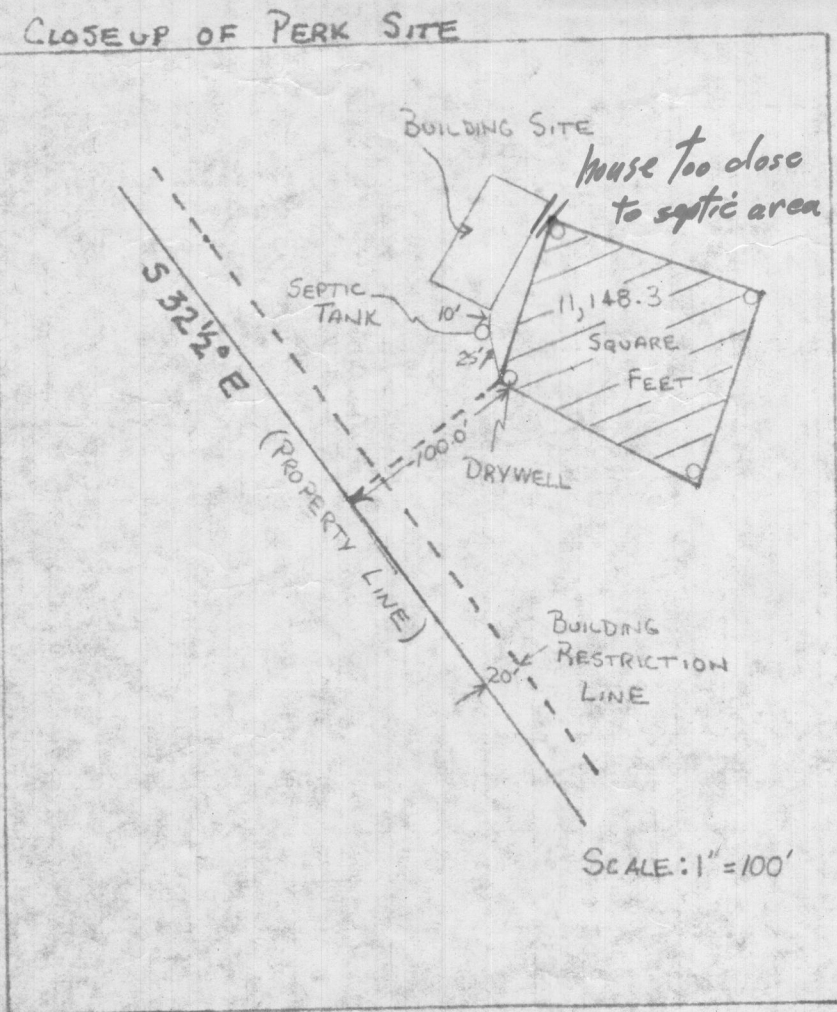 CLOSEUP OF PERK SITE
BUILDING SITE
house too close
to septic area
S 32½° E
SEPTIC
TANK
10'
25'
11,148.3
SQUARE
FEET
100.0'
DRYWELL
(PROPERTY LINE)
BUILDING
RESTRICTION
LINE
20'
SCALE: 1" = 100'